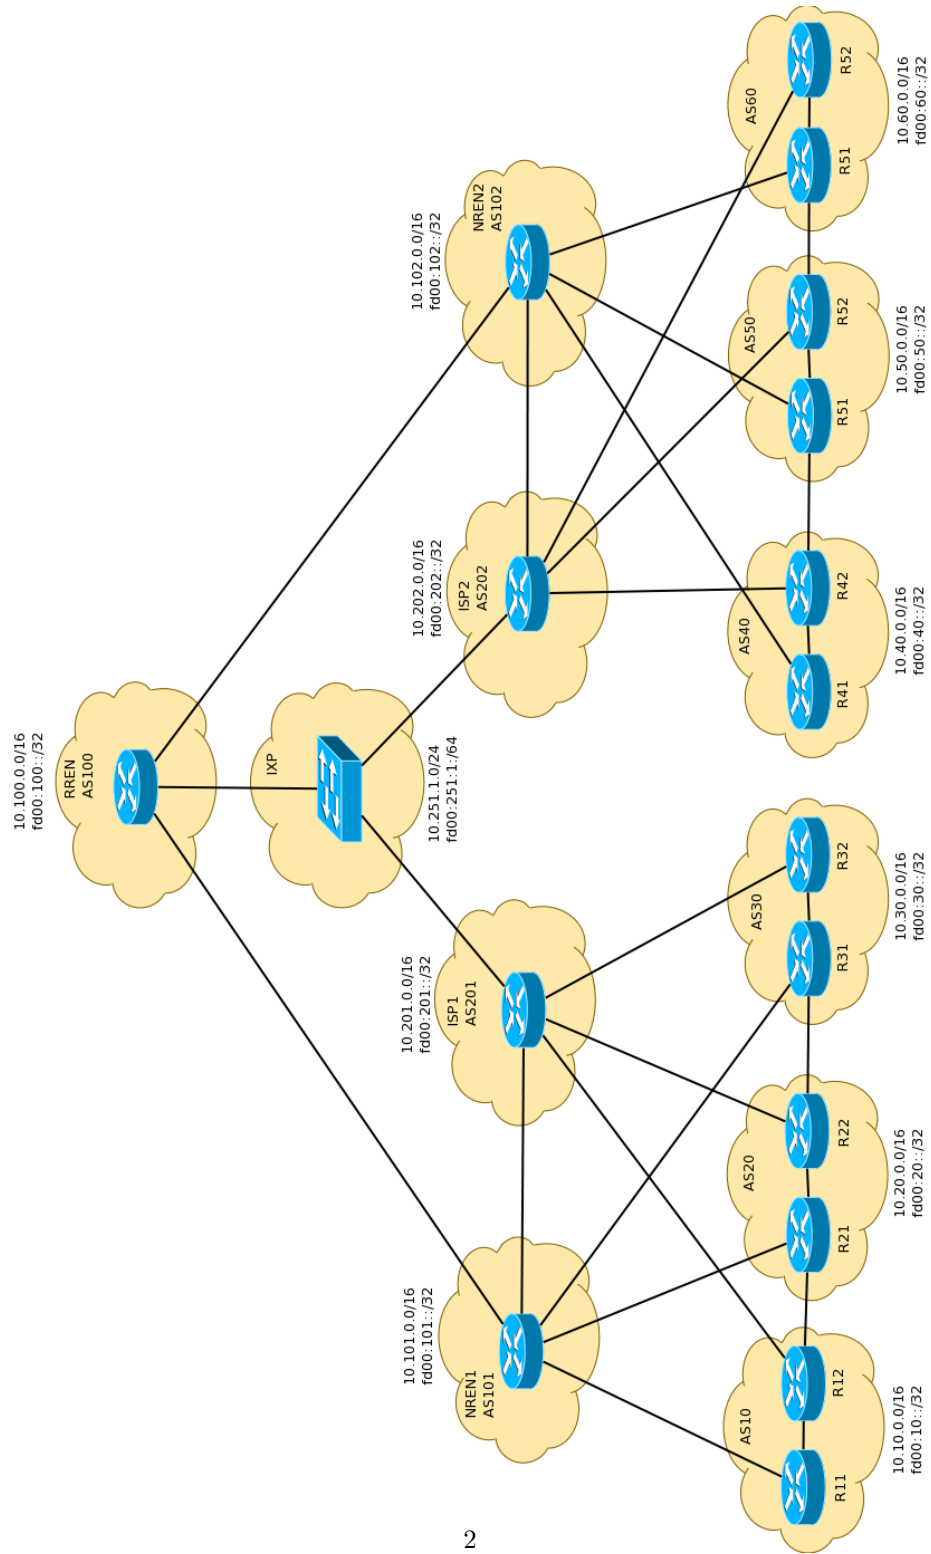 10.100.0.0/16
fd00:100::/32
RREN
AS100
IXP
10.251.1.0/24
fd00:251:1:/64
10.101.0.0/16
fd00:101::/32
NREN1
AS101
10.201.0.0/16
fd00:201::/32
ISP1
AS201
10.202.0.0/16
fd00:202::/32
ISP2
AS202
10.102.0.0/16
fd00:102::/32
NREN2
AS102
AS10
R11
R12
10.10.0.0/16
fd00:10::/32
AS20
R21
R22
10.20.0.0/16
fd00:20::/32
AS30
R31
R32
10.30.0.0/16
fd00:30::/32
AS40
R41
R42
10.40.0.0/16
fd00:40::/32
AS50
R51
R52
10.50.0.0/16
fd00:50::/32
AS60
R51
R52
10.60.0.0/16
fd00:60::/32
2